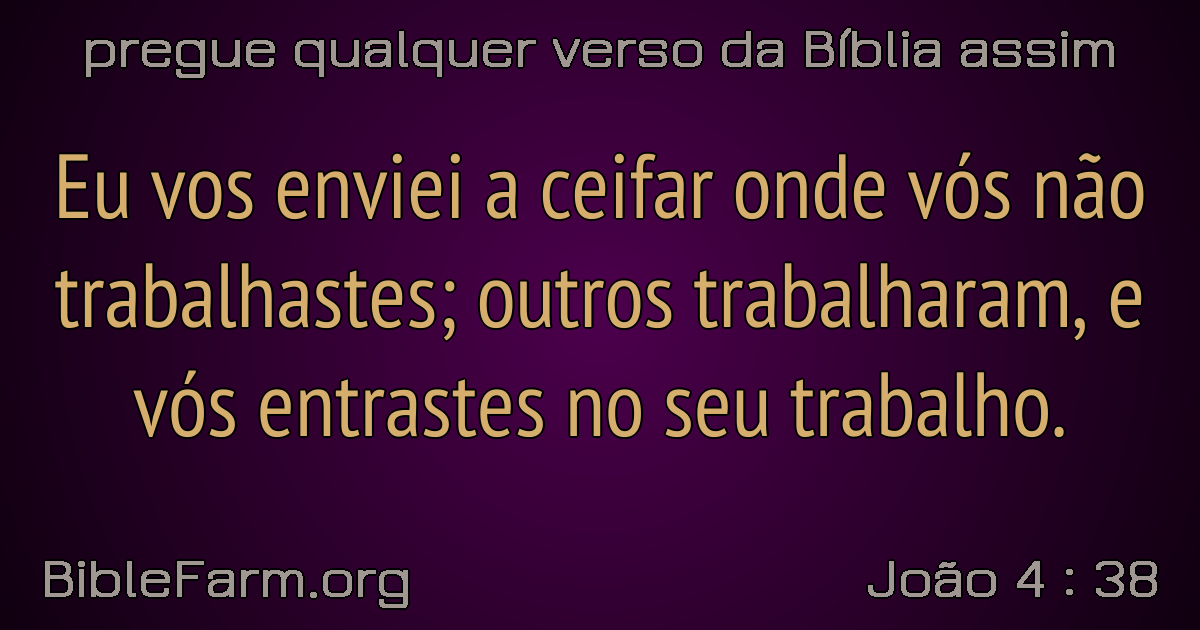 pregue qualquer verso da Bíblia assim
Eu vos enviei a ceifar onde vós não
trabalhastes; outros trabalharam, e
vós entrastes no seu trabalho.
BibleFarm.org
João 4 : 38